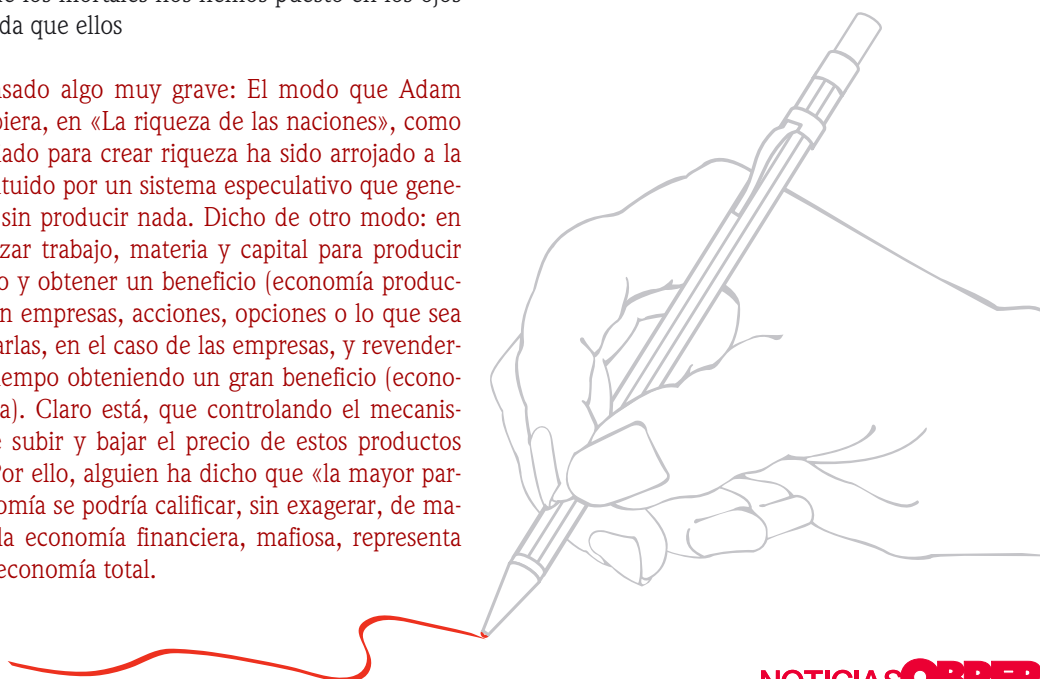 los mortales nos hemos puesto en los ojos
da que ellos
sado algo muy grave: El modo que Adam
piera, en «La riqueza de las naciones», como
ado para crear riqueza ha sido arrojado a la
tuido por un sistema especulativo que gene-
sin producir nada. Dicho de otro modo: en
zar trabajo, materia y capital para producir
o y obtener un beneficio (economía produc-
n empresas, acciones, opciones o lo que sea
arlas, en el caso de las empresas, y revender-
iempo obteniendo un gran beneficio (econo-
a). Claro está, que controlando el mecanis-
e subir y bajar el precio de estos productos
Por ello, alguien ha dicho que «la mayor par-
omía se podría calificar, sin exagerar, de ma-
la economía financiera, mafiosa, representa
economía total.
NOTICIAS